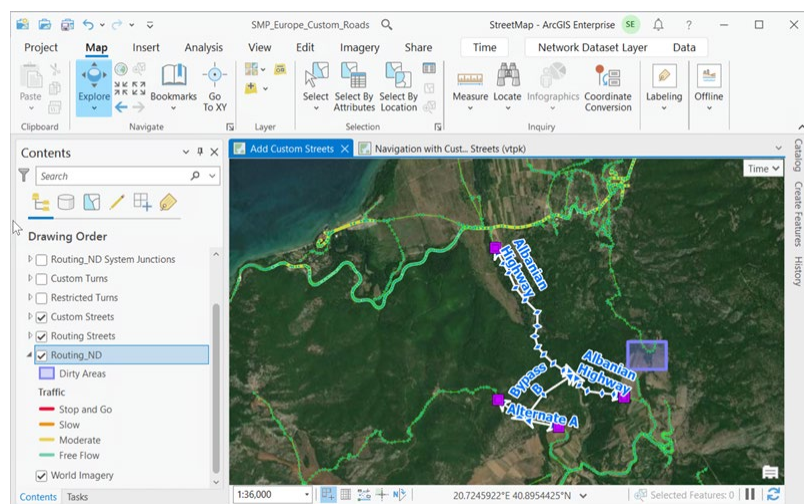 SMP_Europe_Custom_Roads
StreetMap - ArcGIS Enterprise
SE
?
Project
Map
Insert
Analysis
View
Edit
Imagery
Share
Time
Network Dataset Layer
Data
Paste
Explore
Bookmarks
Go
To XY
Select
Select By
Attributes
Select By
Location
Measure
Locate
Infographics
Coordinate
Conversion
Labeling
Offline
Clipboard
Navigate
Layer
Selection
Inquiry
Contents
Search
Drawing Order
Routing_ND System Junctions
Custom Turns
Restricted Turns
Custom Streets
Routing Streets
Routing_ND
Dirty Areas
Traffic
Stop and Go
Slow
Moderate
Free Flow
World Imagery
Contents
Tasks
Add Custom Streets
Navigation with Cust... Streets (vtpk)
Time
Albanian
Highway
Albanian
Highway
Bypass
B
Alternate A
1:36,000
20.7245922°E 40.8954425°N
Selected Features: 0
Catalog
Create Features
History